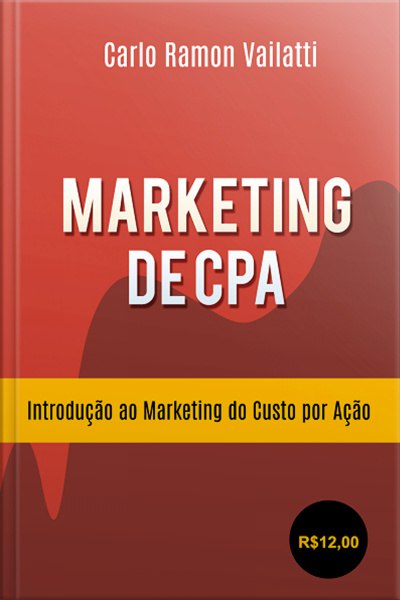 Carlo Ramon Vailatti
MARKETING
DE CPA
Introdução ao Marketing do Custo por Ação
R$12,00